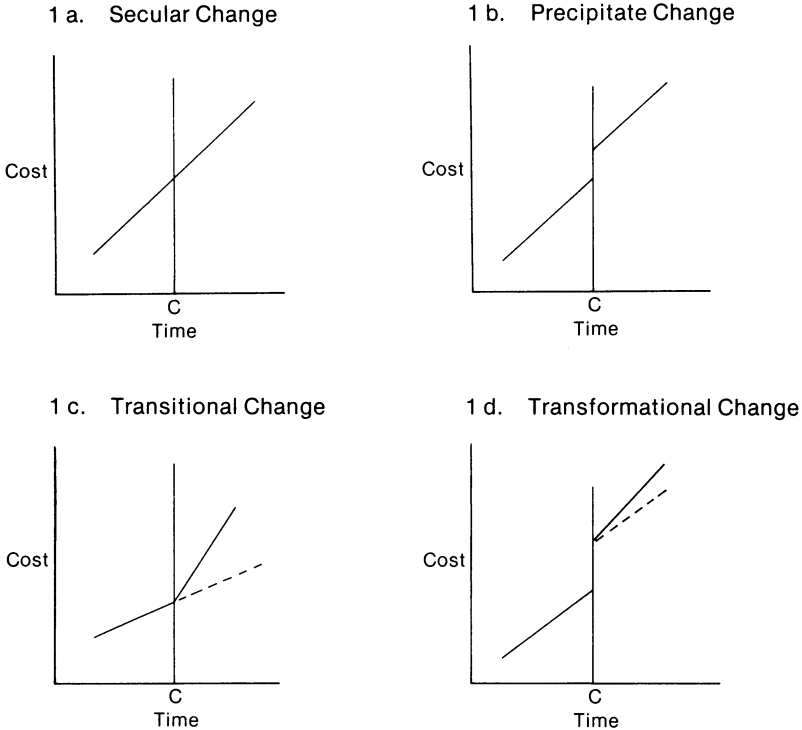 1 a. Secular Change
Cost
C
Time
1 b. Precipitate Change
Cost
C
Time
1 c. Transitional Change
Cost
C
Time
1 d. Transformational Change
Cost
C
Time